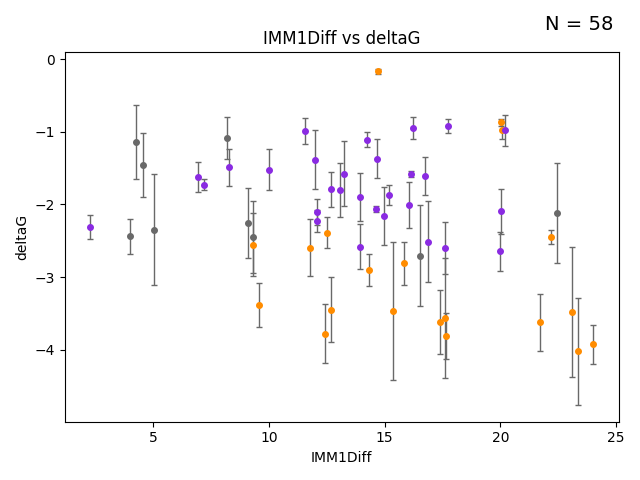 N = 58
IMM1Diff vs deltaG
deltaG
0
−1
−2
−3
−4
5 10 15 20 25
IMM1Diff